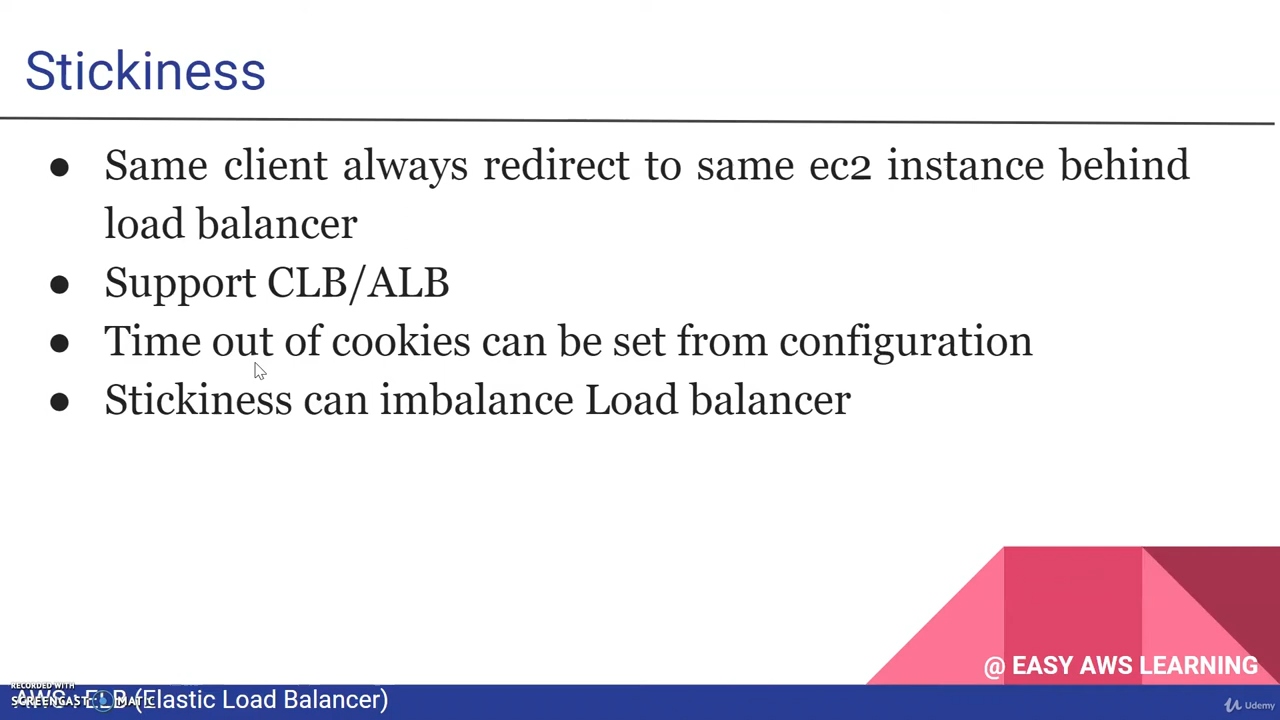 Stickiness
● Same client always redirect to same ec2 instance behind
load balancer
● Support CLB/ALB
● Time out of cookies can be set from configuration
● Stickiness can imbalance Load balancer
@ EASY AWS LEARNING
RECORDED WITH
SCREENCAST MATIC
AWS : ELB (Elastic Load Balancer)
Udemy